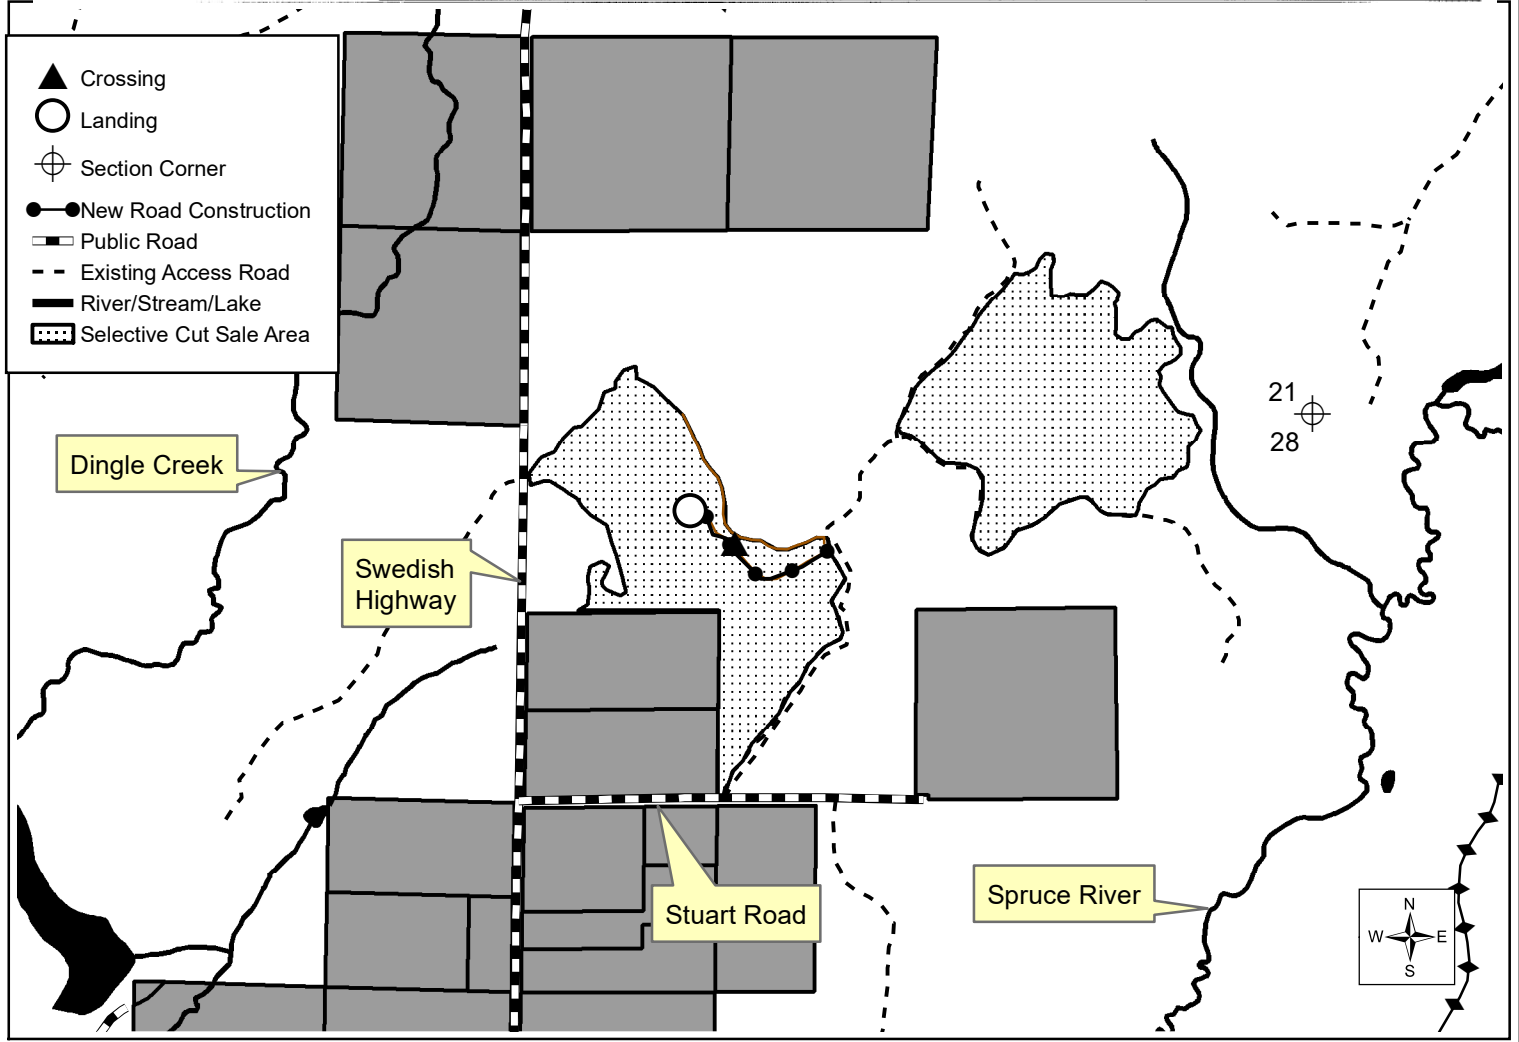 Crossing
Landing
Section Corner
New Road Construction
Public Road
Existing Access Road
River/Stream/Lake
Selective Cut Sale Area
21
28
Dingle Creek
Swedish
Highway
Stuart Road
Spruce River
N
W E
S